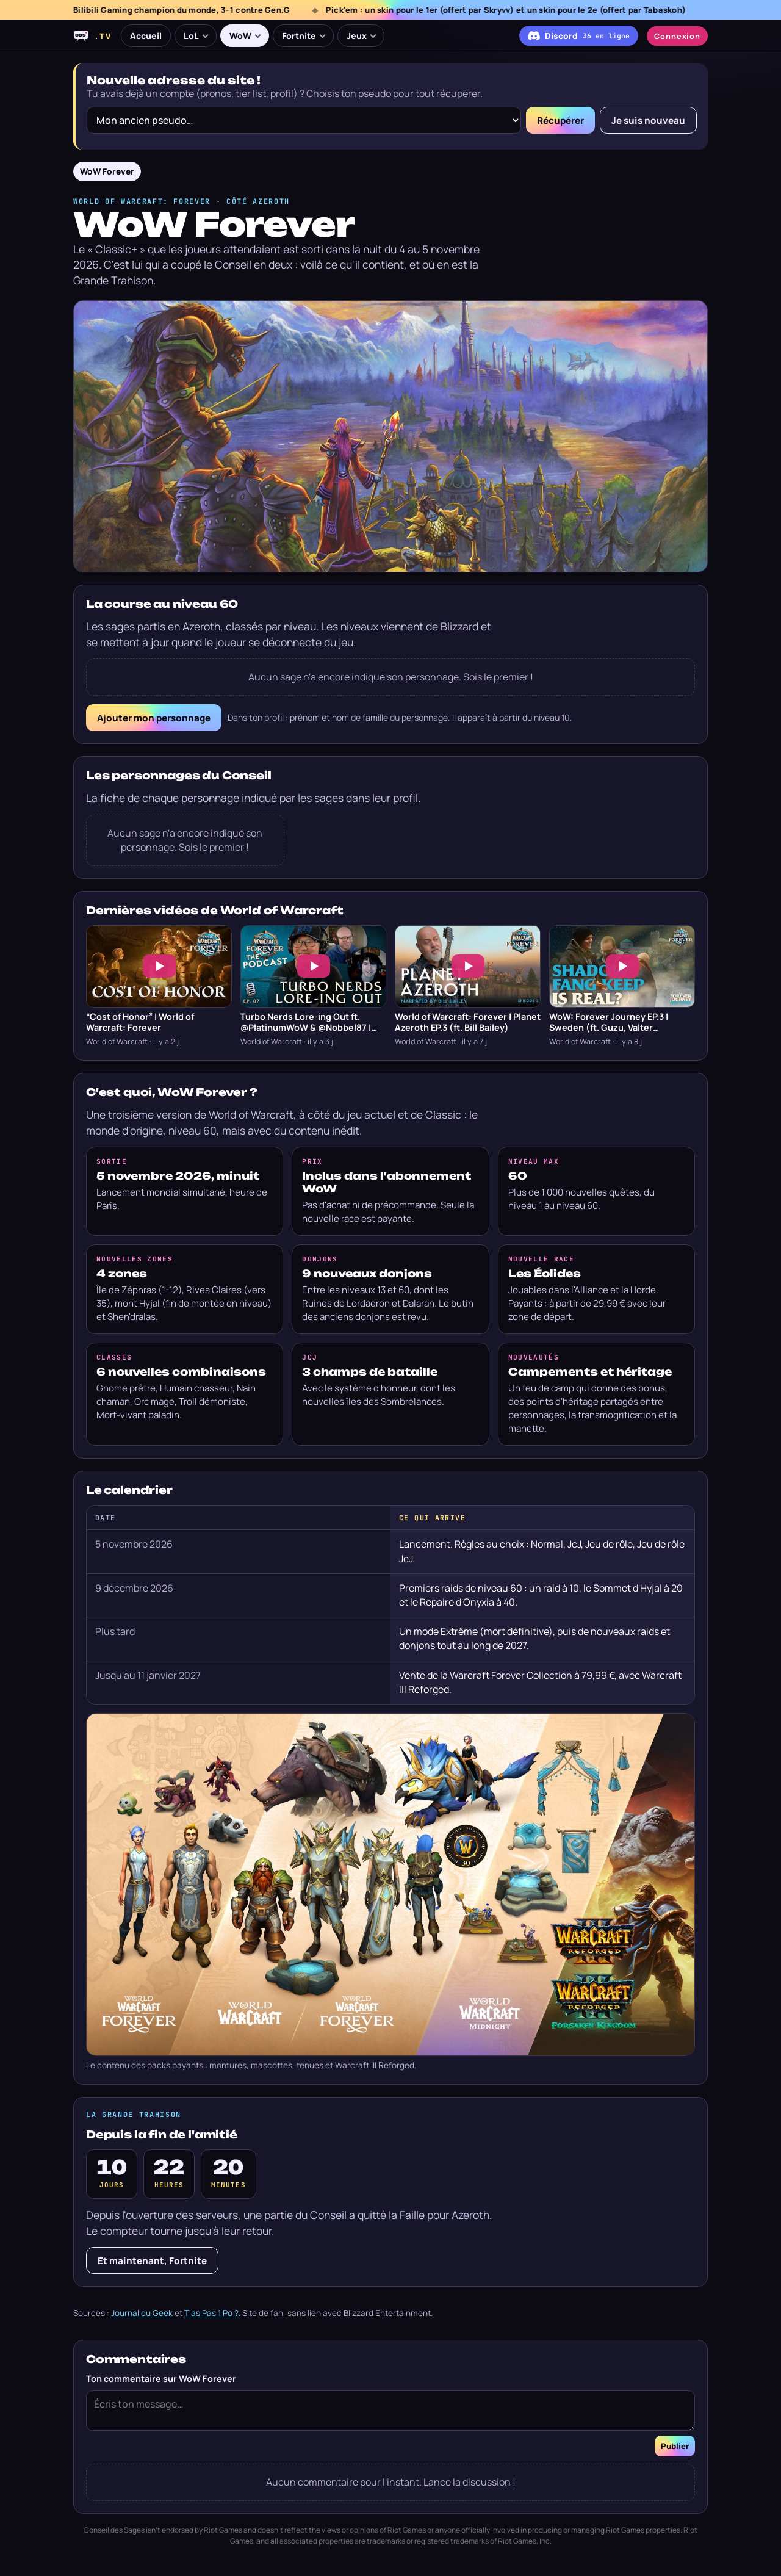 Bilibili Gaming champion du monde, 3-1 contre Gen.G ◆ Pick'em : un skin pour le 1er (offert par Skryvv) et un skin pour le 2e (offert par Tabaskoh)
.TV Accueil LoL WoW Fortnite Jeux Discord 36 en ligne Connexion
Nouvelle adresse du site !
Tu avais déjà un compte (pronos, tier list, profil) ? Choisis ton pseudo pour tout récupérer.
Mon ancien pseudo… Récupérer Je suis nouveau
WoW Forever
WORLD OF WARCRAFT: FOREVER · CÔTÉ AZEROTH
WoW Forever
Le « Classic+ » que les joueurs attendaient est sorti dans la nuit du 4 au 5 novembre
2026. C'est lui qui a coupé le Conseil en deux : voilà ce qu'il contient, et où en est la
Grande Trahison.
La course au niveau 60
Les sages partis en Azeroth, classés par niveau. Les niveaux viennent de Blizzard et
se mettent à jour quand le joueur se déconnecte du jeu.
Aucun sage n'a encore indiqué son personnage. Sois le premier !
Ajouter mon personnage Dans ton profil : prénom et nom de famille du personnage. Il apparaît à partir du niveau 10.
Les personnages du Conseil
La fiche de chaque personnage indiqué par les sages dans leur profil.
Aucun sage n'a encore indiqué son
personnage. Sois le premier !
Dernières vidéos de World of Warcraft
COST OF HONOR
FOREVER
THE PODCAST
EP. 07
TURBO NERDS
LORE-ING OUT
PLANET
AZEROTH
SHADOWFANG KEEP
IS REAL?
“Cost of Honor” | World of
Warcraft: Forever
World of Warcraft · il y a 2 j
Turbo Nerds Lore-ing Out ft.
@PlatinumWoW & @Nobbel87 |…
World of Warcraft · il y a 3 j
World of Warcraft: Forever | Planet
Azeroth EP.3 (ft. Bill Bailey)
World of Warcraft · il y a 7 j
WoW: Forever Journey EP.3 |
Sweden (ft. Guzu, Valter…
World of Warcraft · il y a 8 j
C'est quoi, WoW Forever ?
Une troisième version de World of Warcraft, à côté du jeu actuel et de Classic : le
monde d'origine, niveau 60, mais avec du contenu inédit.
SORTIE
5 novembre 2026, minuit
Lancement mondial simultané, heure de
Paris.
PRIX
Inclus dans l'abonnement
WoW
Pas d'achat ni de précommande. Seule la
nouvelle race est payante.
NIVEAU MAX
60
Plus de 1 000 nouvelles quêtes, du
niveau 1 au niveau 60.
NOUVELLES ZONES
4 zones
Île de Zéphras (1-12), Rives Claires (vers
35), mont Hyjal (fin de montée en niveau)
et Shen'dralas.
DONJONS
9 nouveaux donjons
Entre les niveaux 13 et 60, dont les
Ruines de Lordaeron et Dalaran. Le butin
des anciens donjons est revu.
NOUVELLE RACE
Les Éolides
Jouables dans l'Alliance et la Horde.
Payants : à partir de 29,99 € avec leur
zone de départ.
CLASSES
6 nouvelles combinaisons
Gnome prêtre, Humain chasseur, Nain
chaman, Orc mage, Troll démoniste,
Mort-vivant paladin.
JCJ
3 champs de bataille
Avec le système d'honneur, dont les
nouvelles îles des Sombrelances.
NOUVEAUTÉS
Campements et héritage
Un feu de camp qui donne des bonus,
des points d'héritage partagés entre
personnages, la transmogrification et la
manette.
Le calendrier
DATE CE QUI ARRIVE
5 novembre 2026 Lancement. Règles au choix : Normal, JcJ, Jeu de rôle, Jeu de rôle
JcJ.
9 décembre 2026 Premiers raids de niveau 60 : un raid à 10, le Sommet d'Hyjal à 20
et le Repaire d'Onyxia à 40.
Plus tard Un mode Extrême (mort définitive), puis de nouveaux raids et
donjons tout au long de 2027.
Jusqu'au 11 janvier 2027 Vente de la Warcraft Forever Collection à 79,99 €, avec Warcraft
III Reforged.
30
WORLD OF WARCRAFT FOREVER
WORLD OF WARCRAFT
WORLD OF WARCRAFT FOREVER
WORLD OF WARCRAFT MIDNIGHT
WARCRAFT III REFORGED
WARCRAFT III REFORGED
FORSAKEN KINGDOM
Le contenu des packs payants : montures, mascottes, tenues et Warcraft III Reforged.
LA GRANDE TRAHISON
Depuis la fin de l'amitié
10 22 20
JOURS HEURES MINUTES
Depuis l'ouverture des serveurs, une partie du Conseil a quitté la Faille pour Azeroth.
Le compteur tourne jusqu'à leur retour.
Et maintenant, Fortnite
Sources : Journal du Geek et T'as Pas 1 Po ?. Site de fan, sans lien avec Blizzard Entertainment.
Commentaires
Ton commentaire sur WoW Forever
Écris ton message…
Publier
Aucun commentaire pour l'instant. Lance la discussion !
Conseil des Sages isn't endorsed by Riot Games and doesn't reflect the views or opinions of Riot Games or anyone officially involved in producing or managing Riot Games properties. Riot
Games, and all associated properties are trademarks or registered trademarks of Riot Games, Inc.